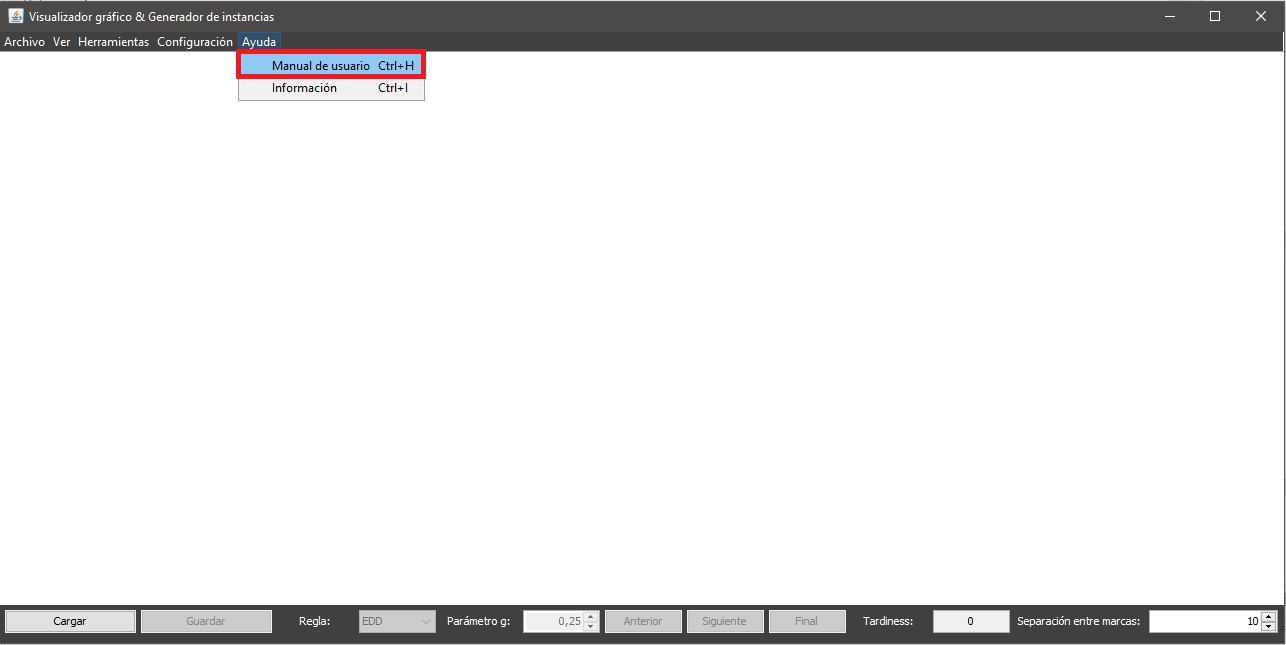 Visualizador gráfico & Generador de instancias
Archivo Ver Herramientas Configuración Ayuda
Manual de usuario Ctrl+H
Información Ctrl+I
Cargar Guardar Regla: EDD Parámetro g: 0,25 Anterior Siguiente Final Tardiness: 0 Separación entre marcas: 10